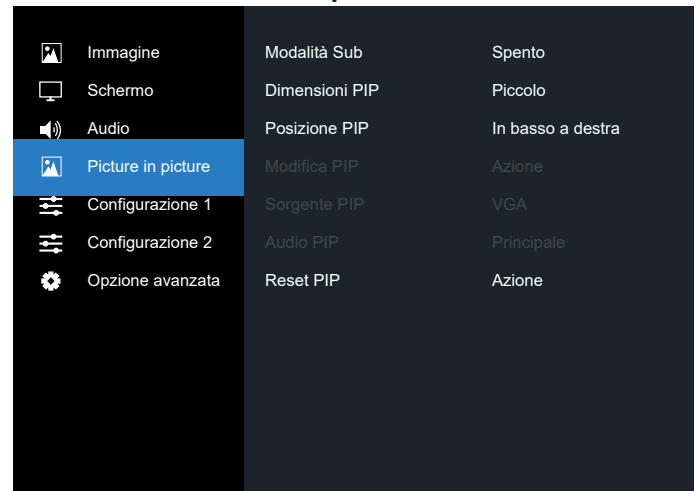 Immagine Modalità Sub Spento
Schermo Dimensioni PIP Piccolo
Audio Posizione PIP In basso a destra
Picture in picture Modifica PIP Azione
Configurazione 1 Sorgente PIP VGA
Configurazione 2 Audio PIP Principale
Opzione avanzata Reset PIP Azione